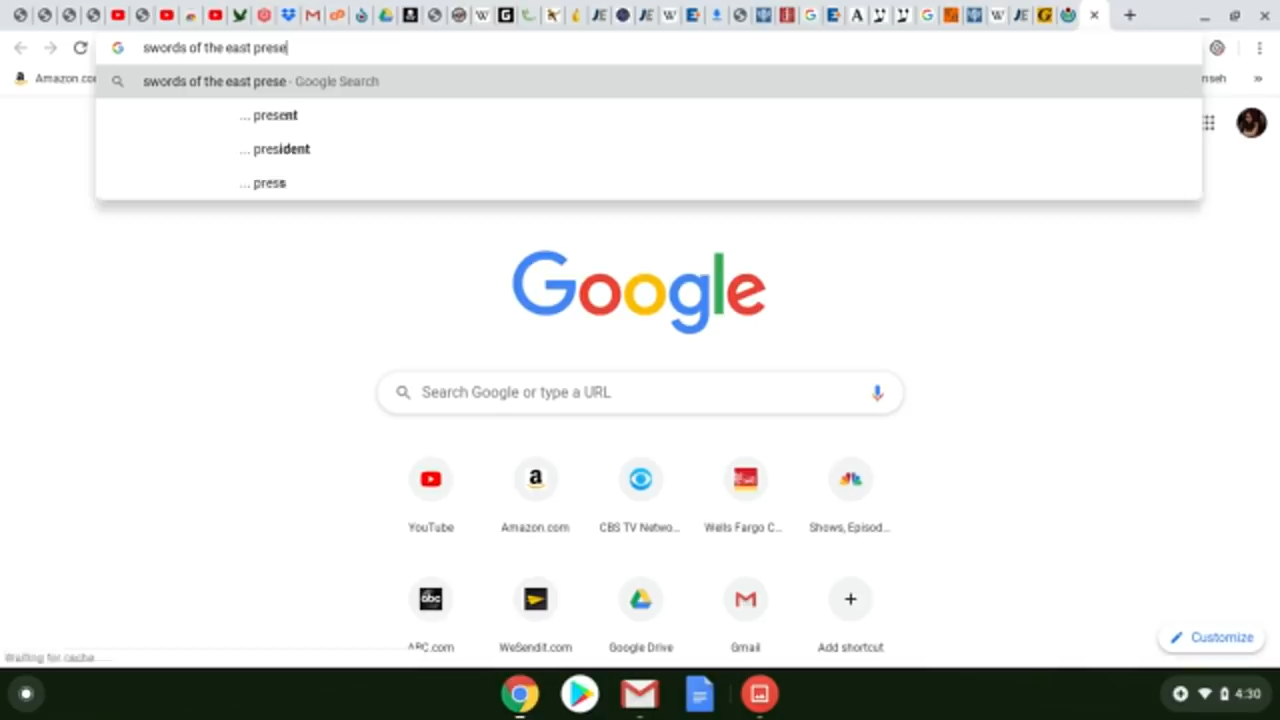 swords of the east prese
Amazon.co
swords of the east prese - Google Search
... present
... president
... press
Google
Search Google or type a URL
YouTube
Amazon.com
CBS TV Netwo...
Wells Fargo C...
Shows, Episod...
ABC.com
WeSendit.com
Google Drive
Gmail
Add shortcut
Customize
Waiting for cache...
4:30